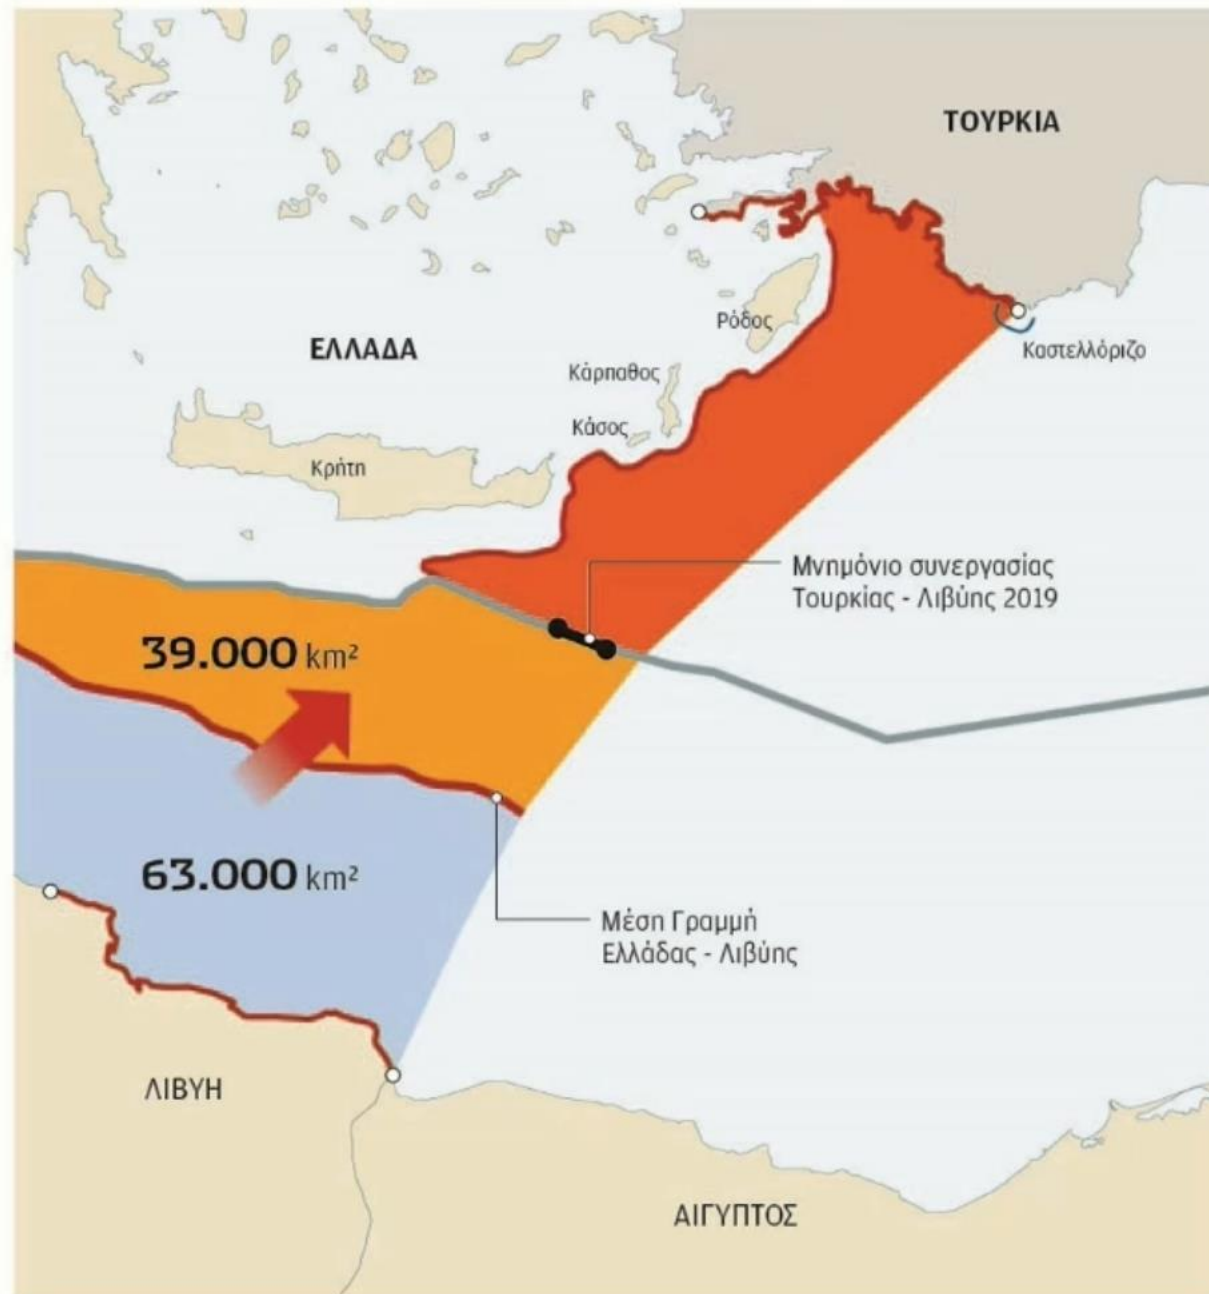 ΤΟΥΡΚΙΑ
Ρόδος
ΕΛΛΑΔΑ
Καστελλόριζο
Κάρπαθος
Κάσος
Κρήτη
Μνημόνιο συνεργασίας
Τουρκίας - Λιβύης 2019
39.000 km²
63.000 km²
Μέση Γραμμή
Ελλάδας - Λιβύης
ΛΙΒΥΗ
ΑΙΓΥΠΤΟΣ